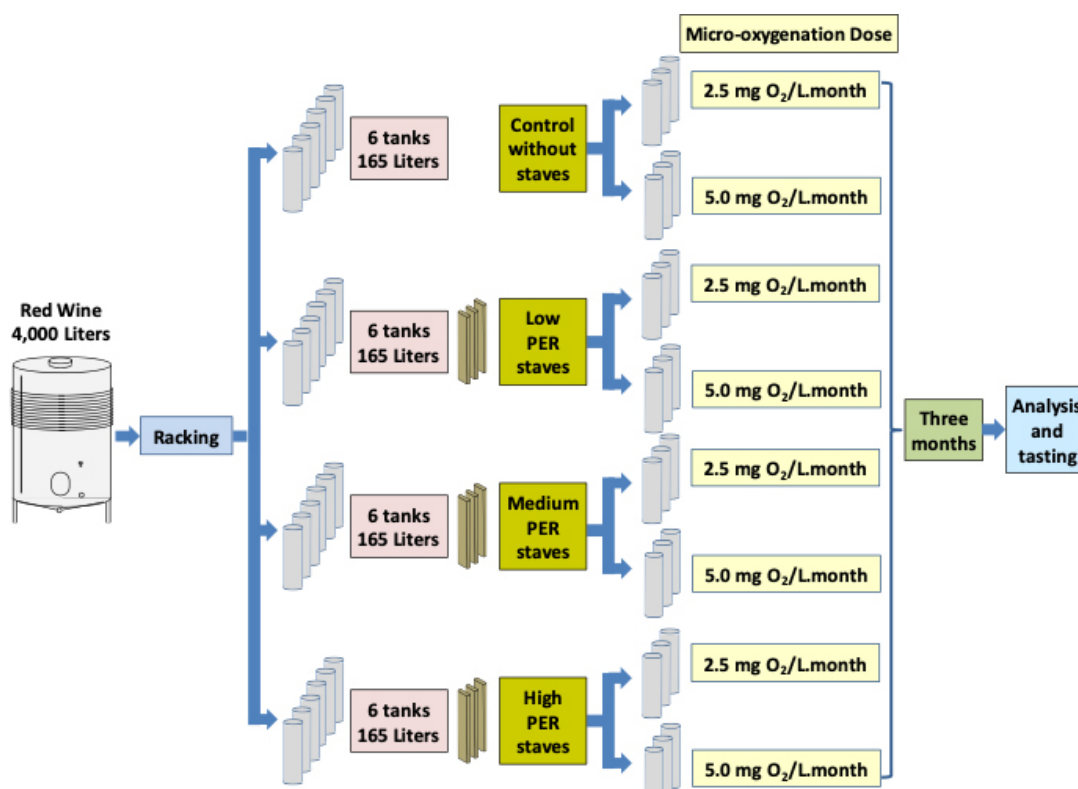 Micro-oxygenation Dose
Red Wine
4,000 Liters
Racking
6 tanks
165 Liters
Control
without
staves
2.5 mg O₂/L.month
5.0 mg O₂/L.month
6 tanks
165 Liters
Low
PER
staves
2.5 mg O₂/L.month
5.0 mg O₂/L.month
6 tanks
165 Liters
Medium
PER
staves
2.5 mg O₂/L.month
5.0 mg O₂/L.month
6 tanks
165 Liters
High
PER
staves
2.5 mg O₂/L.month
5.0 mg O₂/L.month
Three
months
Analysis
and
tasting